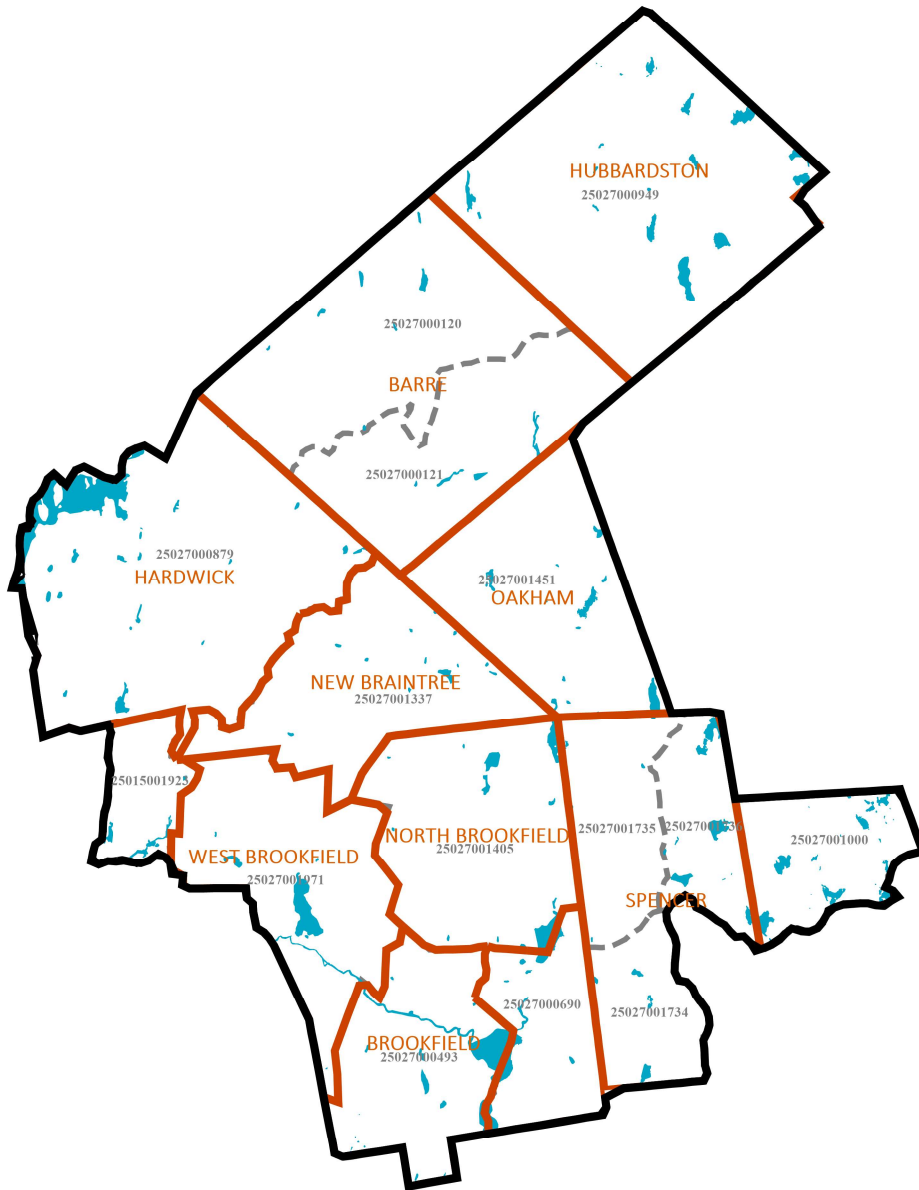 HUBBARDSTON
25027000949
25027000120
BARRE
25027000121
25027000879
HARDWICK
25027001451
OAKHAM
NEW BRAINTREE
25027001337
25015001925
25027001735
NORTH BROOKFIELD
25027001405
25027001000
WEST BROOKFIELD
25027001971
SPENCER
25027000690
25027001734
BROOKFIELD
25027000493